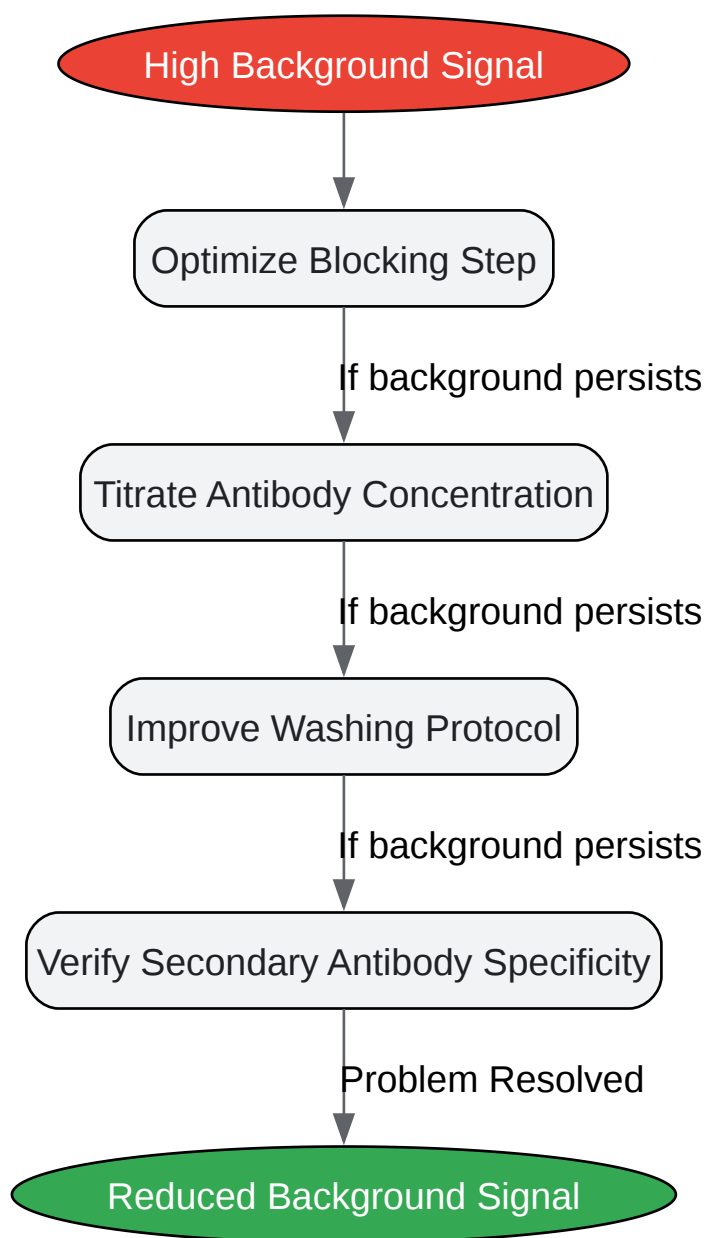 High Background Signal
Optimize Blocking Step
If background persists
Titrate Antibody Concentration
If background persists
Improve Washing Protocol
If background persists
Verify Secondary Antibody Specificity
Problem Resolved
Reduced Background Signal